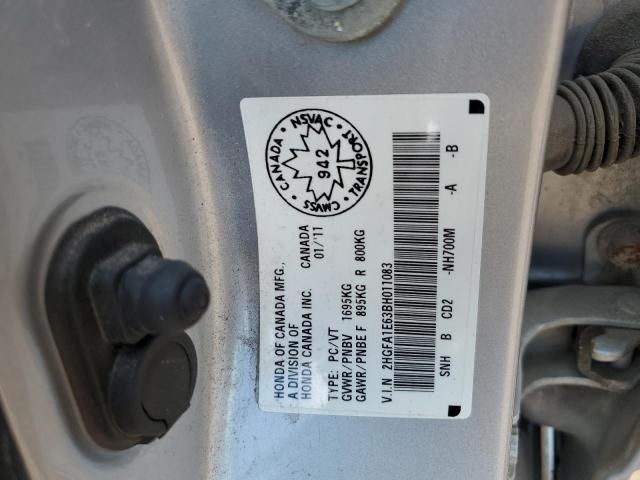 HONDA OF CANADA MFG.,
A DIVISION OF
HONDA CANADA INC. CANADA
TYPE: PC/VT 01/'11
GVWR/PNBV 1695KG
GAWR/PNBE F 895KG R 800KG
V.I.N 2HGFA1E63BH011083
SNH B CD2 -NH700M -A -B
CANADA · NSVAC · TRANSPORT · CMVSS ·
942